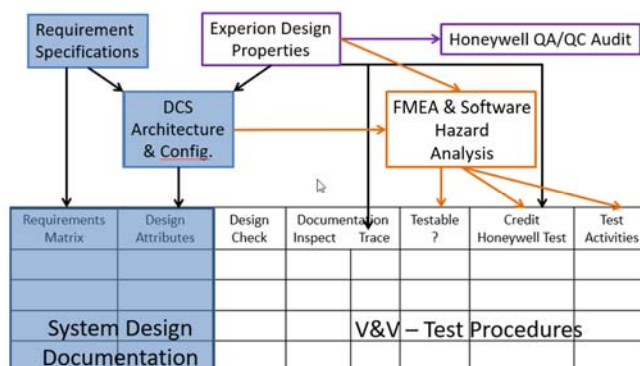 Requirement
Specifications
Experion Design
Properties
Honeywell QA/QC Audit
DCS
Architecture
& Config.
FMEA & Software
Hazard
Analysis
Requirements
Matrix
Design
Attributes
Design
Check
Documentation
Inspect Trace
Testable
?
Credit
Honeywell Test
Test
Activities
System Design
Documentation
V&V – Test Procedures